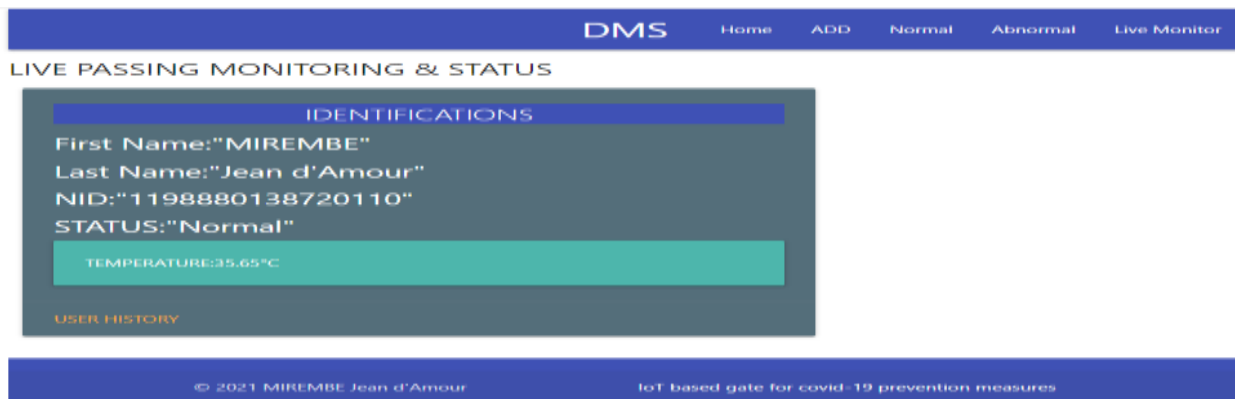 DMS Home ADD Normal Abnormal Live Monitor
LIVE PASSING MONITORING & STATUS
IDENTIFICATIONS
First Name:"MIREMBE"
Last Name:"Jean d'Amour"
NID:"1198880138720110"
STATUS:"Normal"
TEMPERATURE:35.65°C
USER HISTORY
© 2021 MIREMBE Jean d'Amour IoT based gate for covid-19 prevention measures